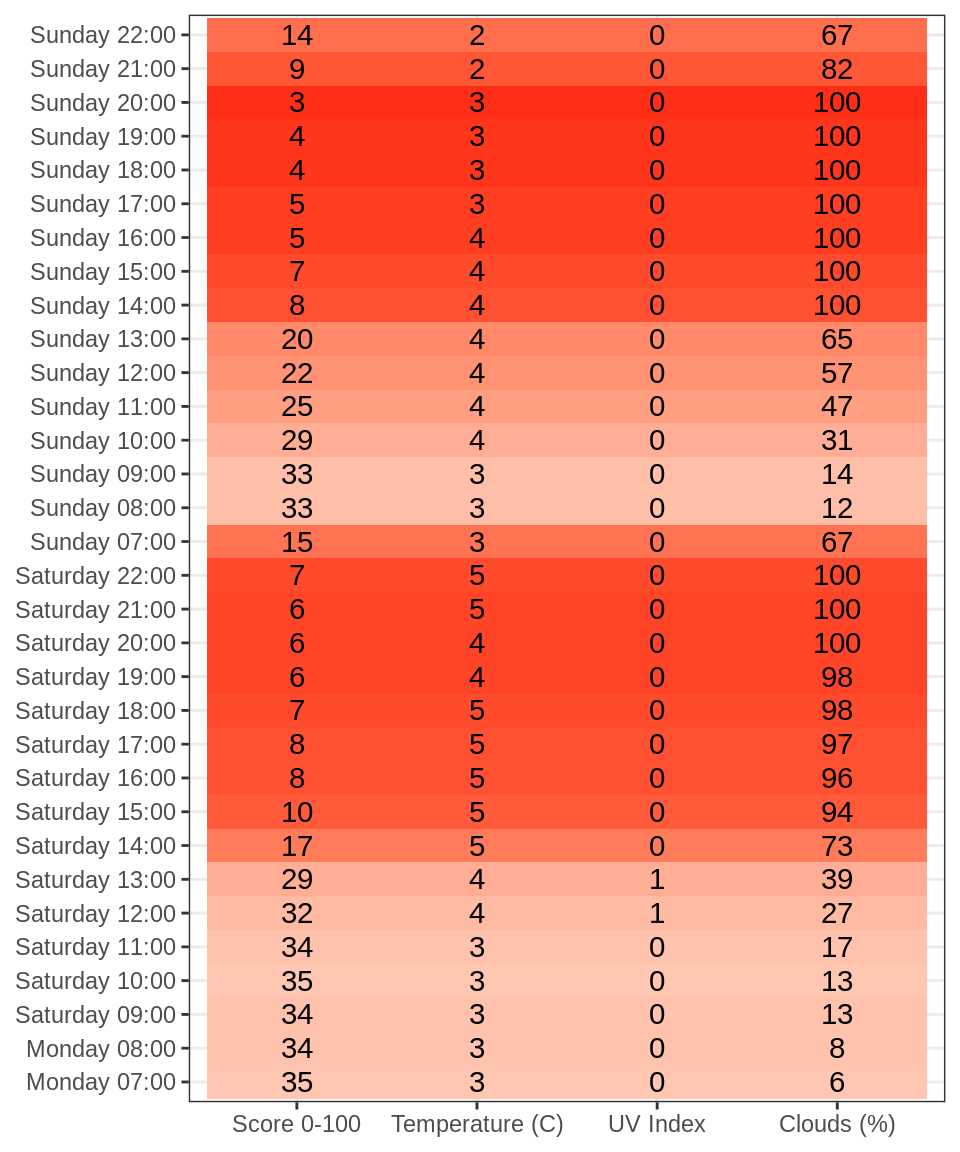 Sunday 22:00 14 2 0 67
Sunday 21:00 9 2 0 82
Sunday 20:00 3 3 0 100
Sunday 19:00 4 3 0 100
Sunday 18:00 4 3 0 100
Sunday 17:00 5 3 0 100
Sunday 16:00 5 4 0 100
Sunday 15:00 7 4 0 100
Sunday 14:00 8 4 0 100
Sunday 13:00 20 4 0 65
Sunday 12:00 22 4 0 57
Sunday 11:00 25 4 0 47
Sunday 10:00 29 4 0 31
Sunday 09:00 33 3 0 14
Sunday 08:00 33 3 0 12
Sunday 07:00 15 3 0 67
Saturday 22:00 7 5 0 100
Saturday 21:00 6 5 0 100
Saturday 20:00 6 4 0 100
Saturday 19:00 6 4 0 98
Saturday 18:00 7 5 0 98
Saturday 17:00 8 5 0 97
Saturday 16:00 8 5 0 96
Saturday 15:00 10 5 0 94
Saturday 14:00 17 5 0 73
Saturday 13:00 29 4 1 39
Saturday 12:00 32 4 1 27
Saturday 11:00 34 3 0 17
Saturday 10:00 35 3 0 13
Saturday 09:00 34 3 0 13
Monday 08:00 34 3 0 8
Monday 07:00 35 3 0 6
Score 0-100 Temperature (C) UV Index Clouds (%)